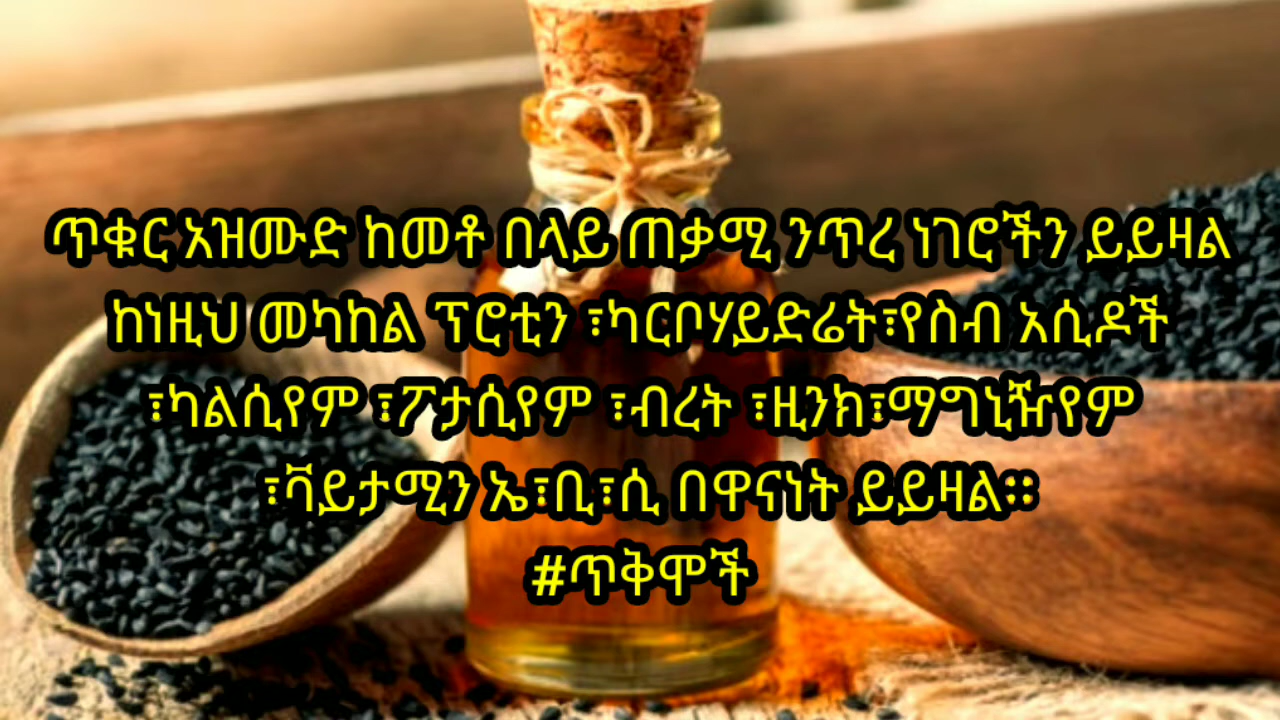 ጥቁር አዝሙድ ከመቶ በላይ ጠቃሚ ንጥረ ነገሮችን ይይዛል
ከነዚህ መካከል ፕሮቲን ፣ካርቦሃይድሬት፣የስብ አሲዶች
፣ካልሲየም ፣ፖታሲየም ፣ብረት ፣ዚንክ፣ማግኒዥየም
፣ቫይታሚን ኤ፣ቢ፣ሲ በዋናነት ይይዛል።
#ጥቅሞች